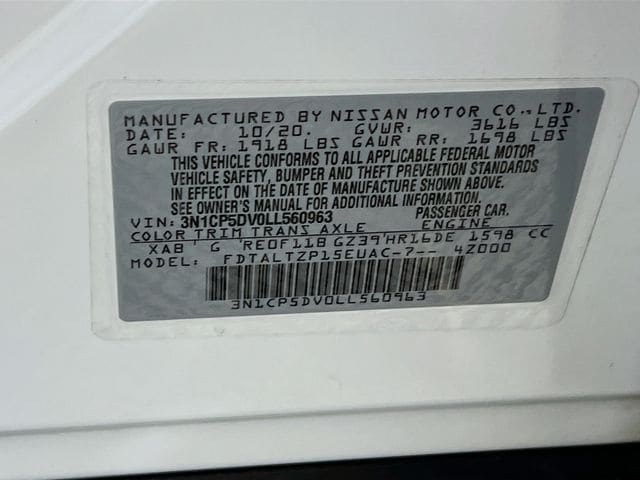 MANUFACTURED BY NISSAN MOTOR CO., LTD.
DATE: 10/20. GVWR: 3616 LBS
GAWR FR: 1918 LBS GAWR RR: 1698 LBS
THIS VEHICLE CONFORMS TO ALL APPLICABLE FEDERAL MOTOR
VEHICLE SAFETY, BUMPER AND THEFT PREVENTION STANDARDS
IN EFFECT ON THE DATE OF MANUFACTURE SHOWN ABOVE.
SEE OWNER'S MANUAL FOR ADDITIONAL INFORMATION.
VIN: 3N1CP5DV0LL560963 PASSENGER CAR.
COLOR TRIM TRANS AXLE ENGINE
XAB' G 'RE0F11B GZ39'HR16DE 1598 CC
MODEL: FDTALTZP15EUAC-7-- 4Z000
3N1CP5DV0LL560963